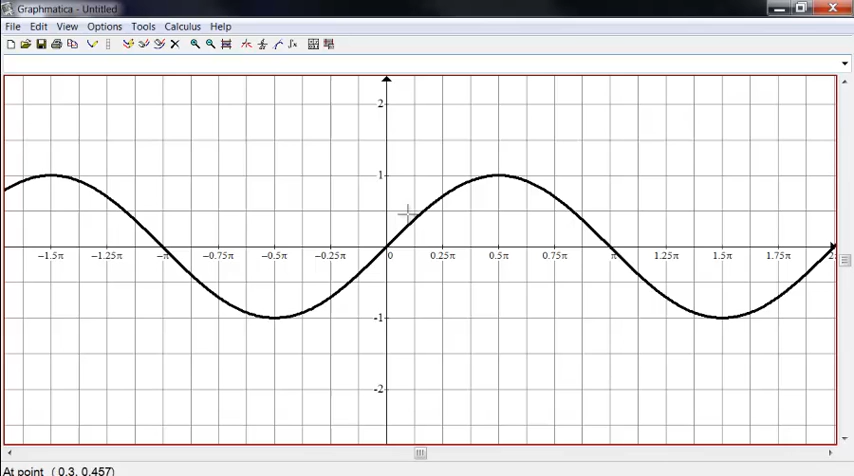 Graphmatica - Untitled
File Edit View Options Tools Calculus Help
2
1
−1.5π −1.25π −π −0.75π −0.5π −0.25π 0 0.25π 0.5π 0.75π π 1.25π 1.5π 1.75π
-1
-2
At point ( 0.3, 0.457)